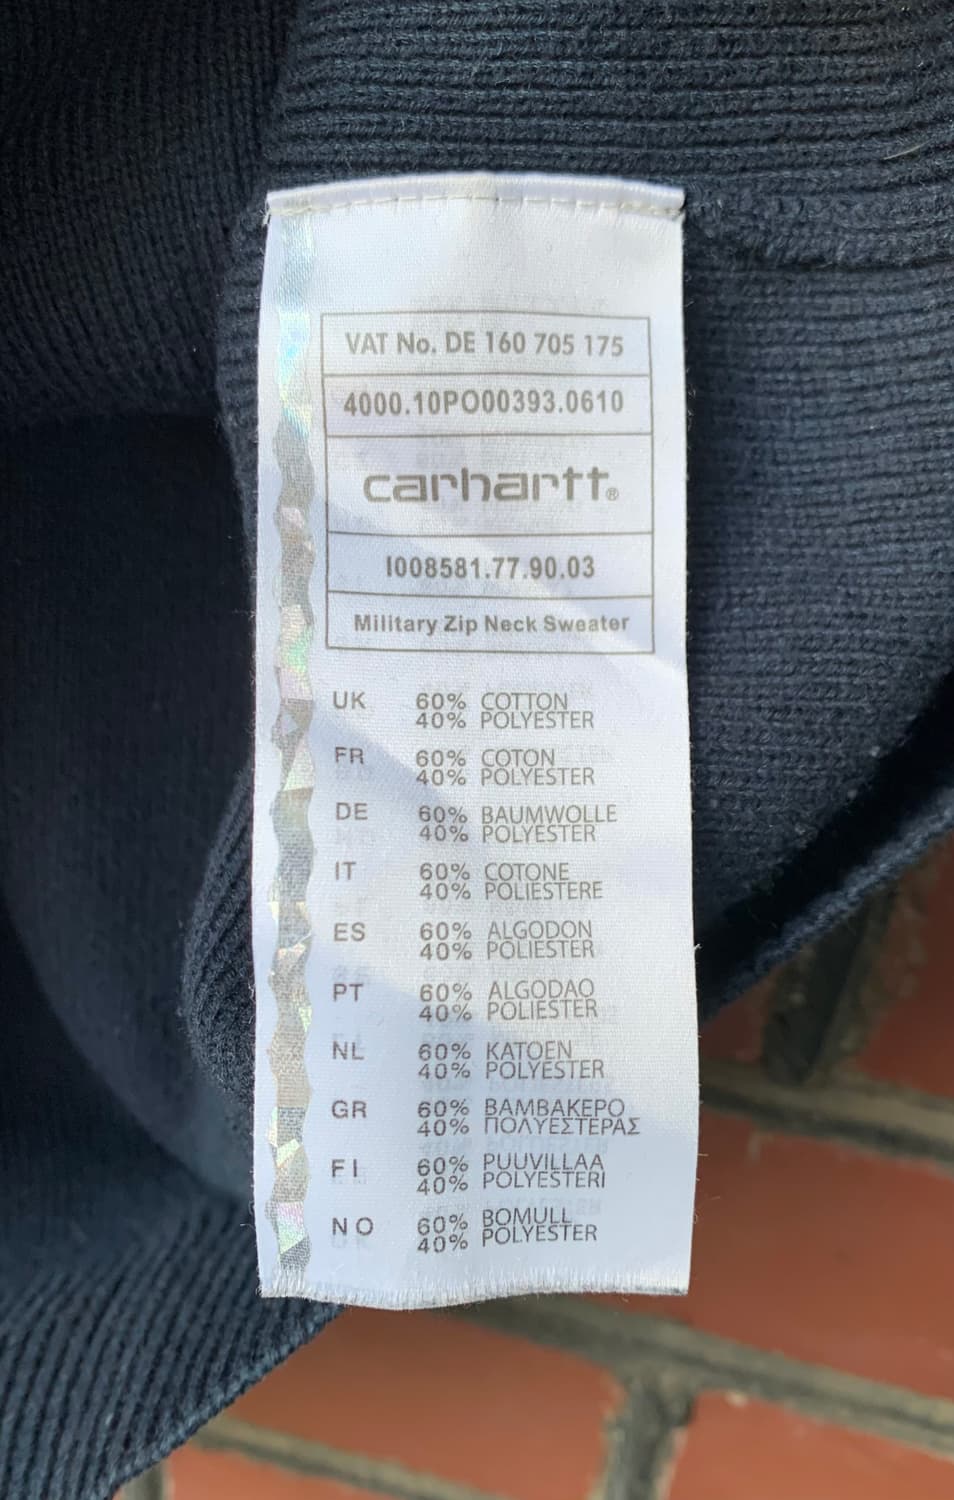 VAT No. DE 160 705 175
4000.10PO00393.0610
carhartt®
I008581.77.90.03
Military Zip Neck Sweater
UK 60% COTTON
40% POLYESTER
FR 60% COTON
40% POLYESTER
DE 60% BAUMWOLLE
40% POLYESTER
IT 60% COTONE
40% POLIESTERE
ES 60% ALGODON
40% POLIESTER
PT 60% ALGODAO
40% POLIESTER
NL 60% KATOEN
40% POLYESTER
GR 60% ΒΑΜΒΑΚΕΡΟ
40% ΠΟΛΥΕΣΤΕΡΑΣ
FI 60% PUUVILLAA
40% POLYESTERI
NO 60% BOMULL
40% POLYESTER